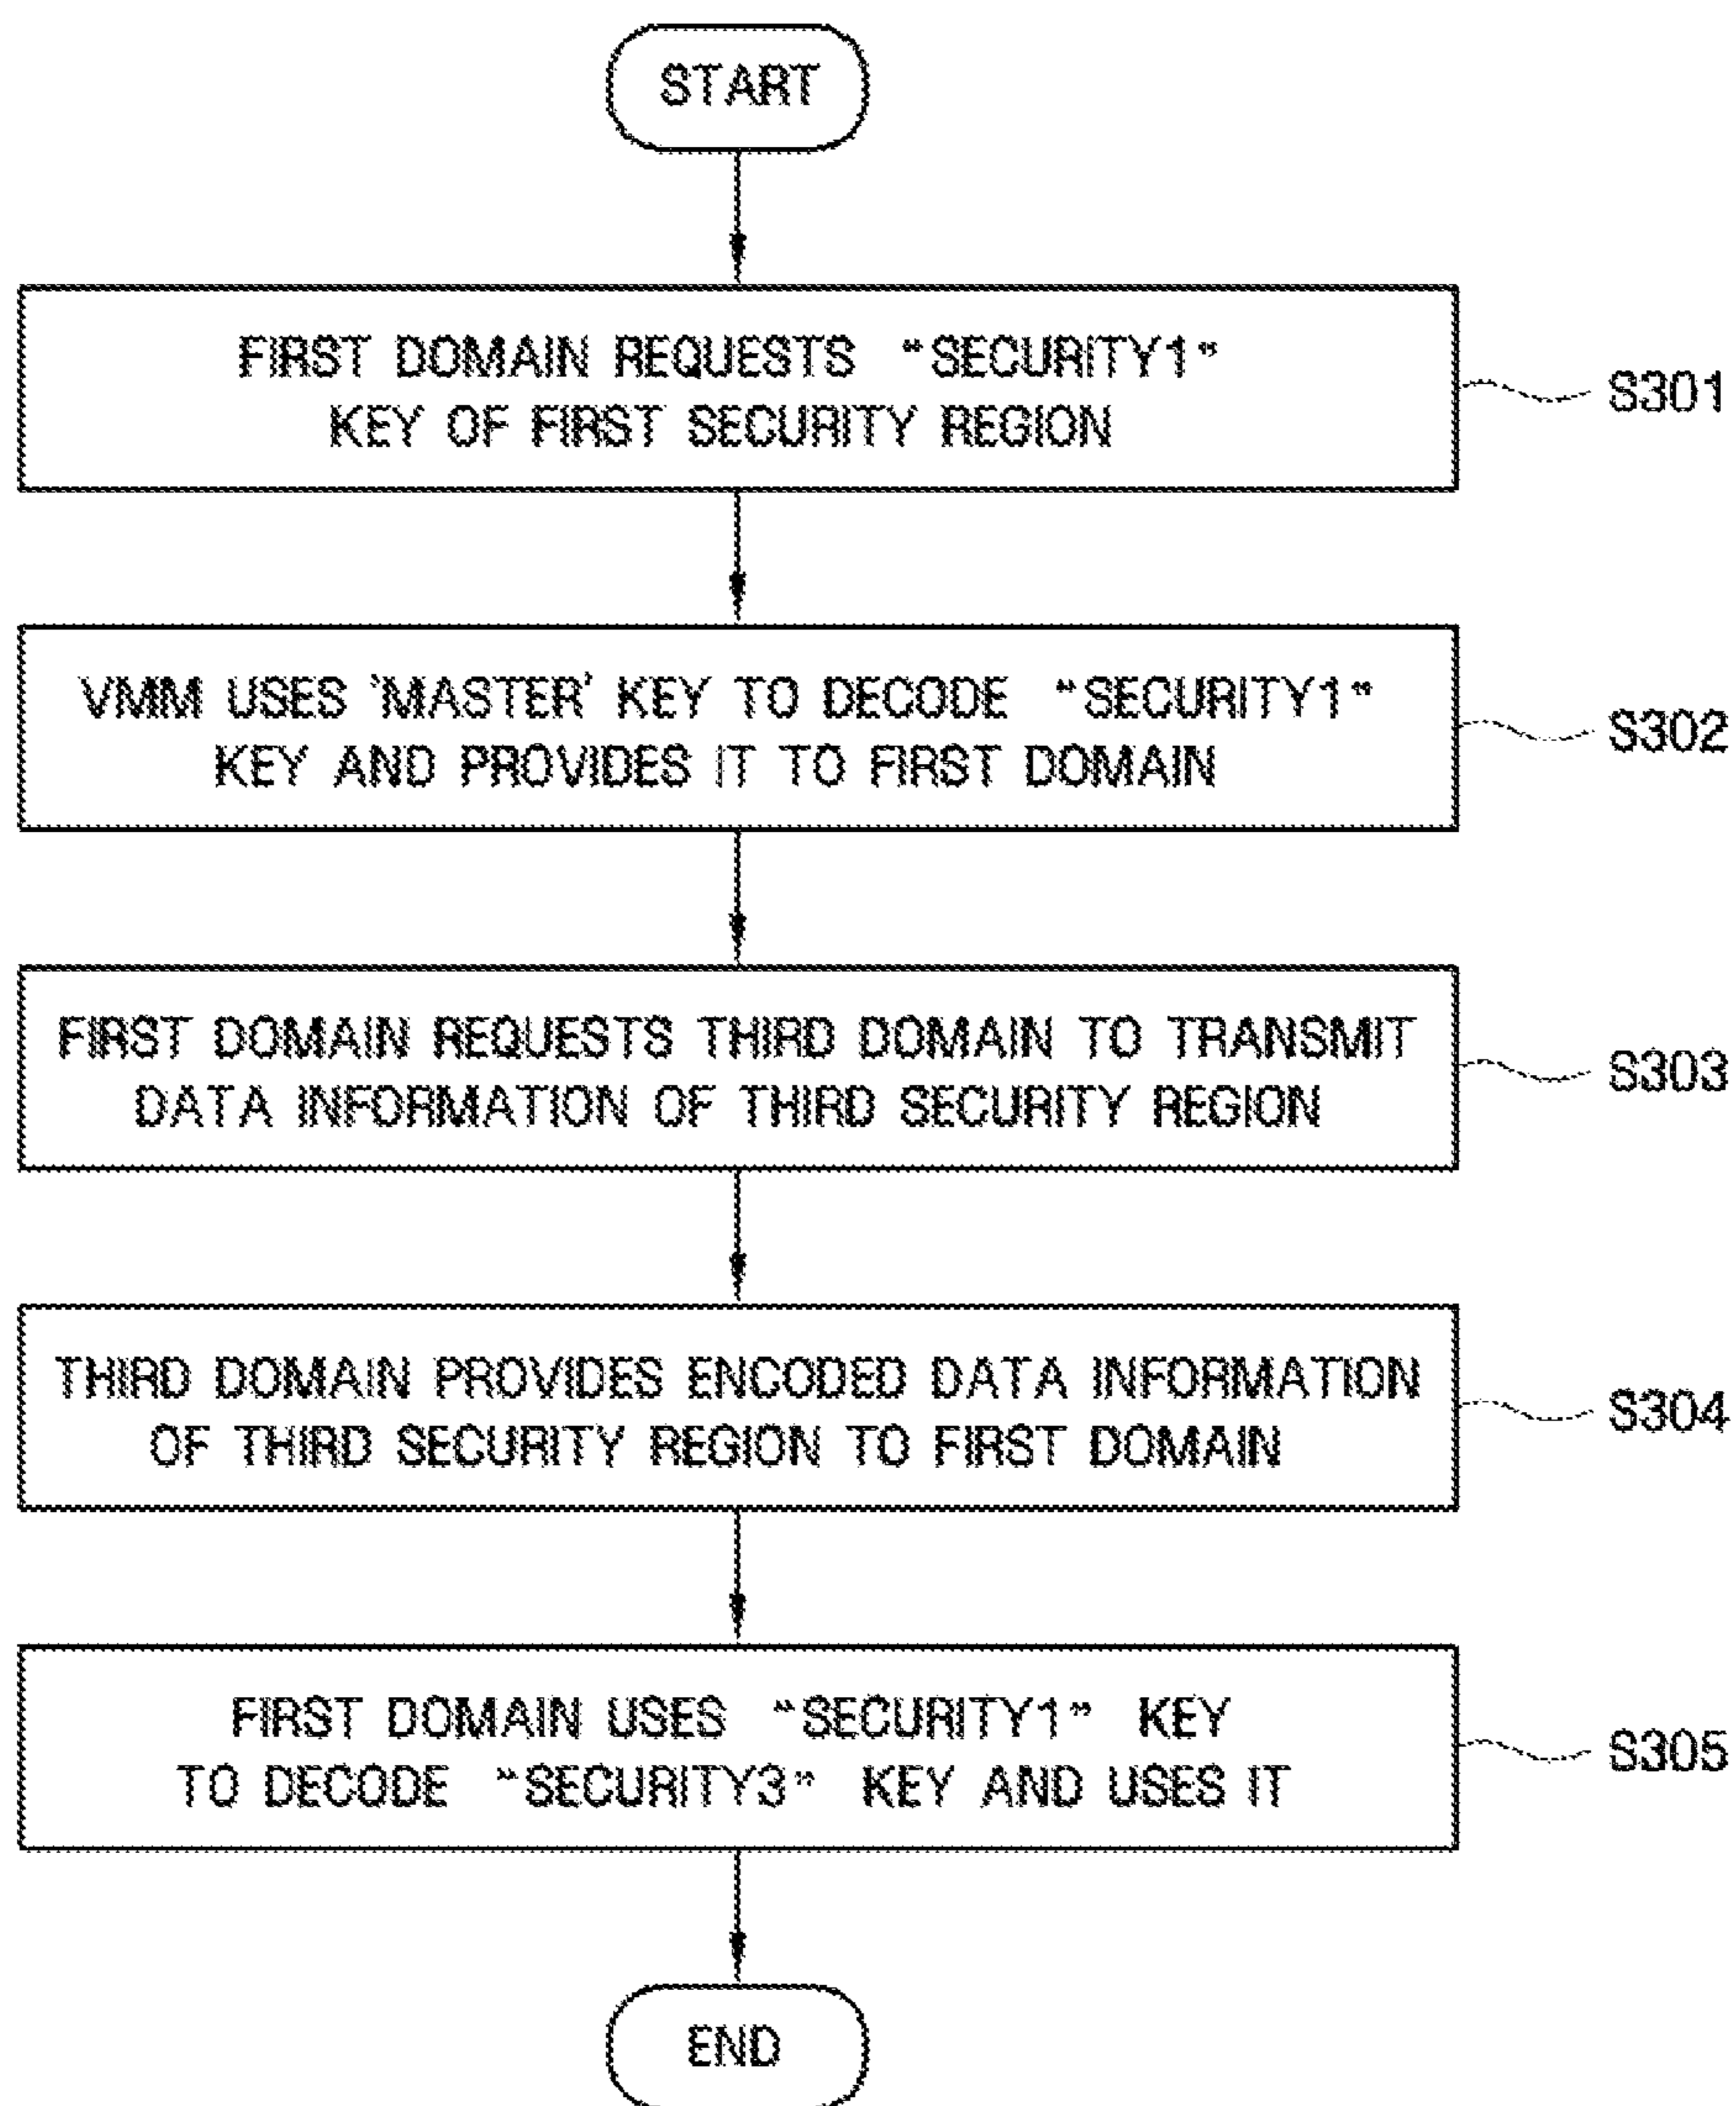 START
FIRST DOMAIN REQUESTS "SECURITY1"
KEY OF FIRST SECURITY REGION
S301
VMM USES 'MASTER' KEY TO DECODE "SECURITY1"
KEY AND PROVIDES IT TO FIRST DOMAIN
S302
FIRST DOMAIN REQUESTS THIRD DOMAIN TO TRANSMIT
DATA INFORMATION OF THIRD SECURITY REGION
S303
THIRD DOMAIN PROVIDES ENCODED DATA INFORMATION
OF THIRD SECURITY REGION TO FIRST DOMAIN
S304
FIRST DOMAIN USES "SECURITY1" KEY
TO DECODE "SECURITY3" KEY AND USES IT
S305
END